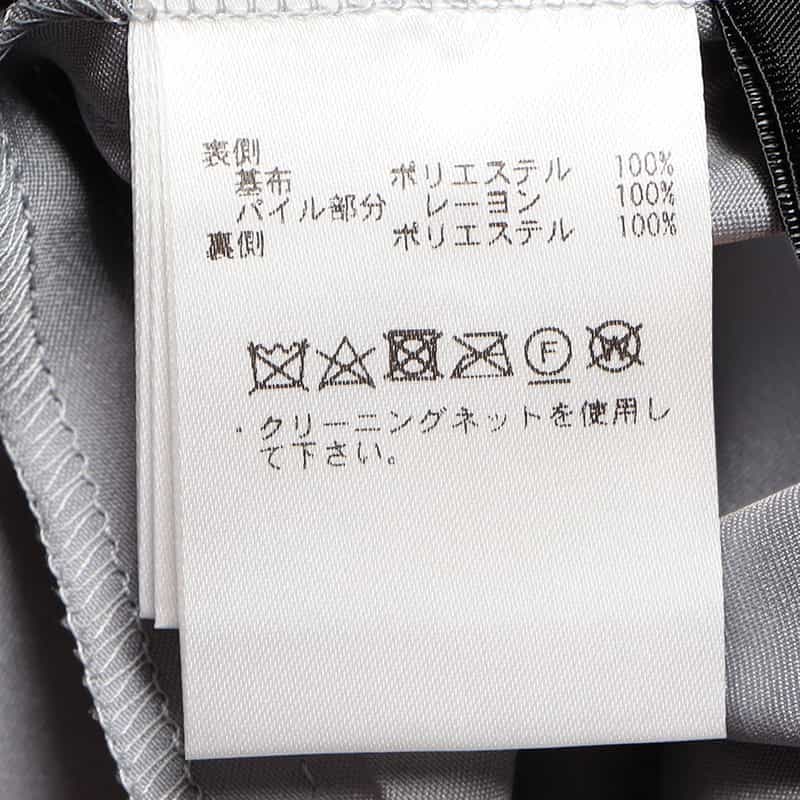 表側
基布 ポリエステル 100%
パイル部分 レーヨン 100%
裏側 ポリエステル 100%
F W
・クリーニングネットを使用し
て下さい。